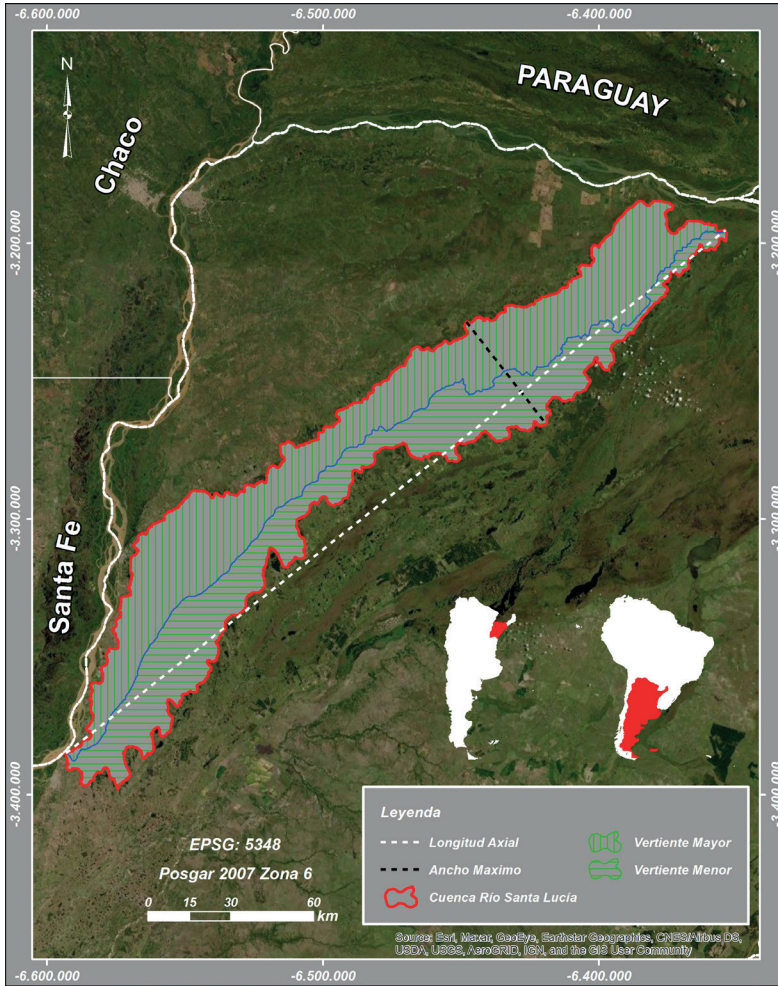 -6.600.000 -6.500.000 -6.400.000
N
PARAGUAY
Chaco
-3.200.000 -3.200.000
-3.300.000 -3.300.000
Santa Fe
-3.400.000 -3.400.000
EPSG: 5348
Posgar 2007 Zona 6
0 15 30 60
km
Leyenda
Longitud Axial
Ancho Maximo
Cuenca Río Santa Lucía
Vertiente Mayor
Vertiente Menor
Source: Esri, Maxar, GeoEye, Earthstar Geographics, CNES/Airbus DS,
USDA, USGS, AeroGRID, IGN, and the GIS User Community
-6.600.000 -6.500.000 -6.400.000